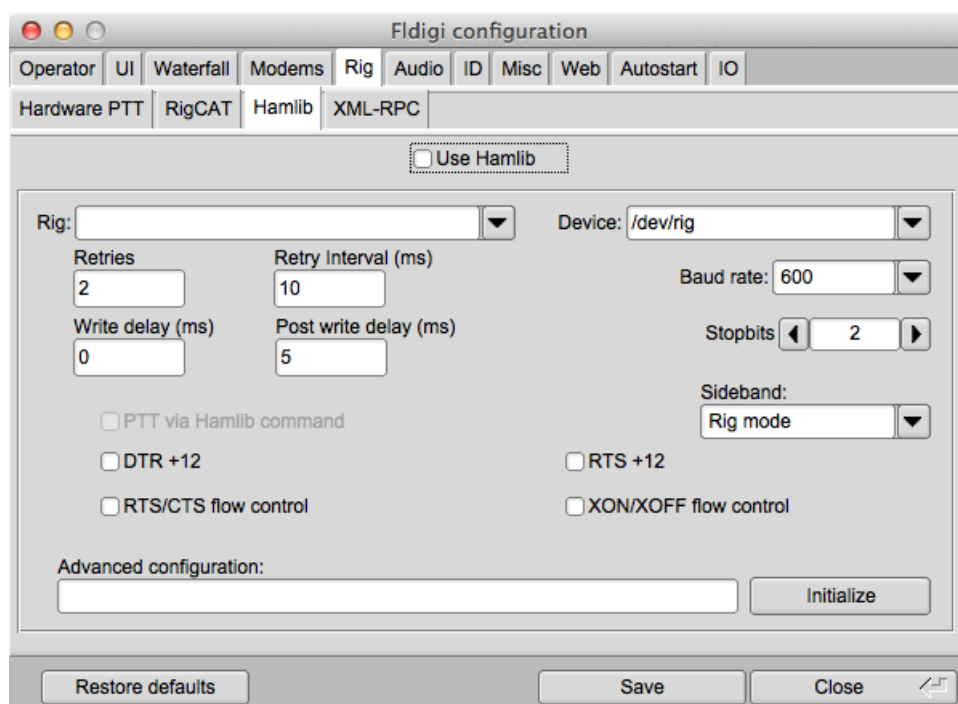 Fldigi configuration
Operator UI Waterfall Modems Rig Audio ID Misc Web Autostart IO
Hardware PTT RigCAT Hamlib XML-RPC
Use Hamlib
Rig: Device: /dev/rig
Retries Retry Interval (ms)
2 10 Baud rate: 600
Write delay (ms) Post write delay (ms)
0 5 Stopbits 2
Sideband:
PTT via Hamlib command Rig mode
DTR +12 RTS +12
RTS/CTS flow control XON/XOFF flow control
Advanced configuration:
Initialize
Restore defaults Save Close